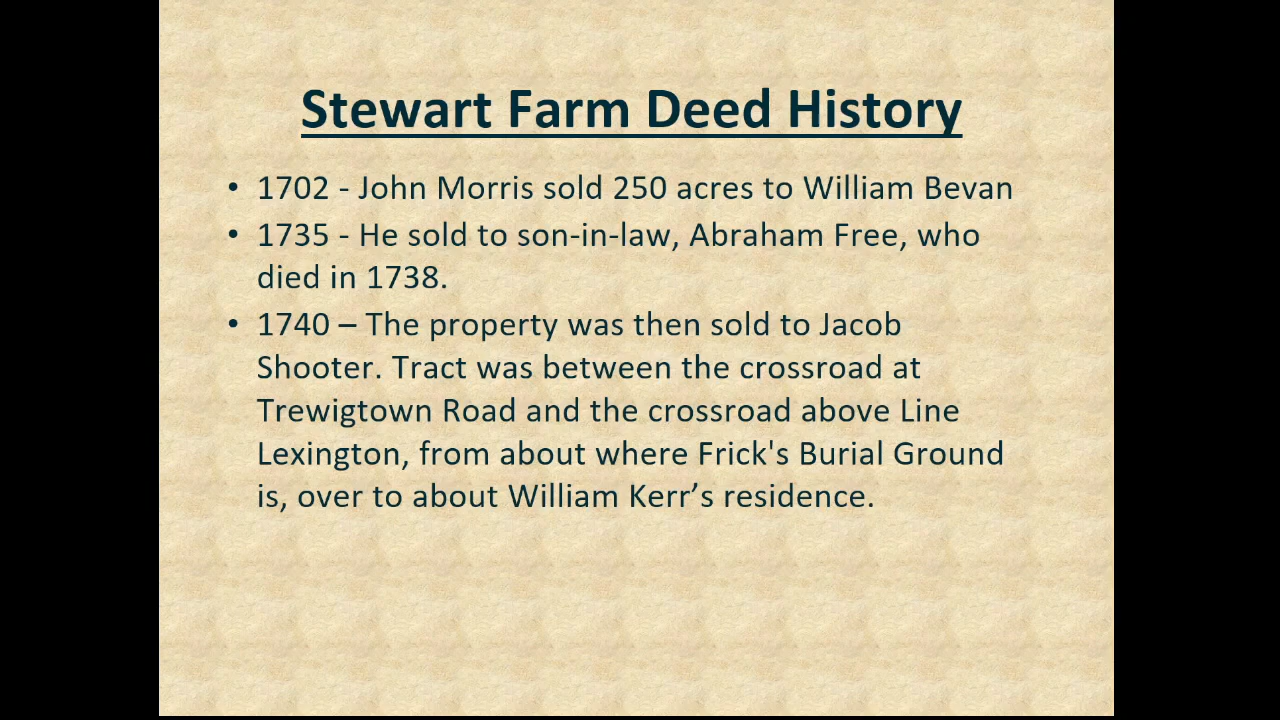 Stewart Farm Deed History
• 1702 - John Morris sold 250 acres to William Bevan
• 1735 - He sold to son-in-law, Abraham Free, who
died in 1738.
• 1740 – The property was then sold to Jacob
Shooter. Tract was between the crossroad at
Trewigtown Road and the crossroad above Line
Lexington, from about where Frick's Burial Ground
is, over to about William Kerr’s residence.